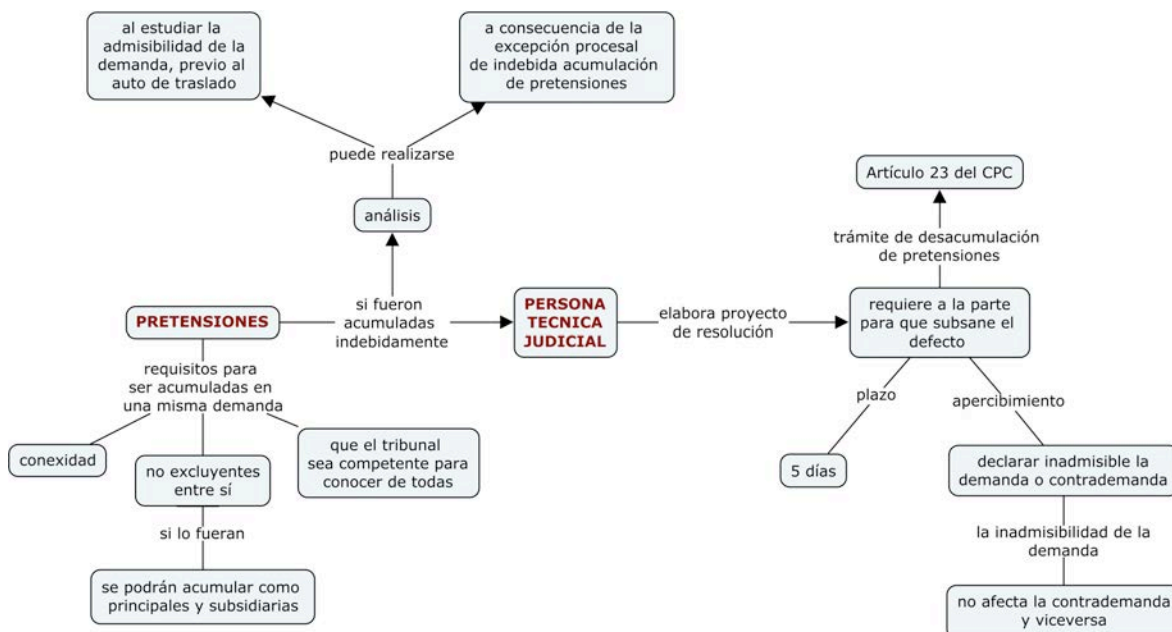 al estudiar la
admisibilidad de la
demanda, previo al
auto de traslado
a consecuencia de la
excepción procesal
de indebida acumulación
de pretensiones
puede realizarse
análisis
si fueron
acumuladas
indebidamente
PRETENSIONES
PERSONA
TECNICA
JUDICIAL
elabora proyecto
de resolución
Artículo 23 del CPC
trámite de desacumulación
de pretensiones
requiere a la parte
para que subsane el
defecto
requisitos para
ser acumuladas en
una misma demanda
conexidad
no excluyentes
entre sí
que el tribunal
sea competente para
conocer de todas
si lo fueran
se podrán acumular como
principales y subsidiarias
plazo
5 días
apercibimiento
declarar inadmisible la
demanda o contrademanda
la inadmisibilidad de la
demanda
no afecta la contrademanda
y viceversa